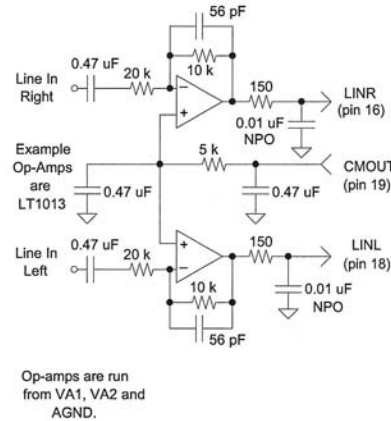 56 pF
0.47 uF
20 k
10 k
150
Line In
Right
LINR
(pin 16)
0.01 uF
NPO
Example
Op-Amps
are
LT1013
5 k
CMOUT
(pin 19)
0.47 uF
0.47 uF
0.47 uF
20 k
150
Line In
Left
LINL
(pin 18)
10 k
0.01 uF
NPO
56 pF
Op-amps are run
from VA1, VA2 and
AGND.